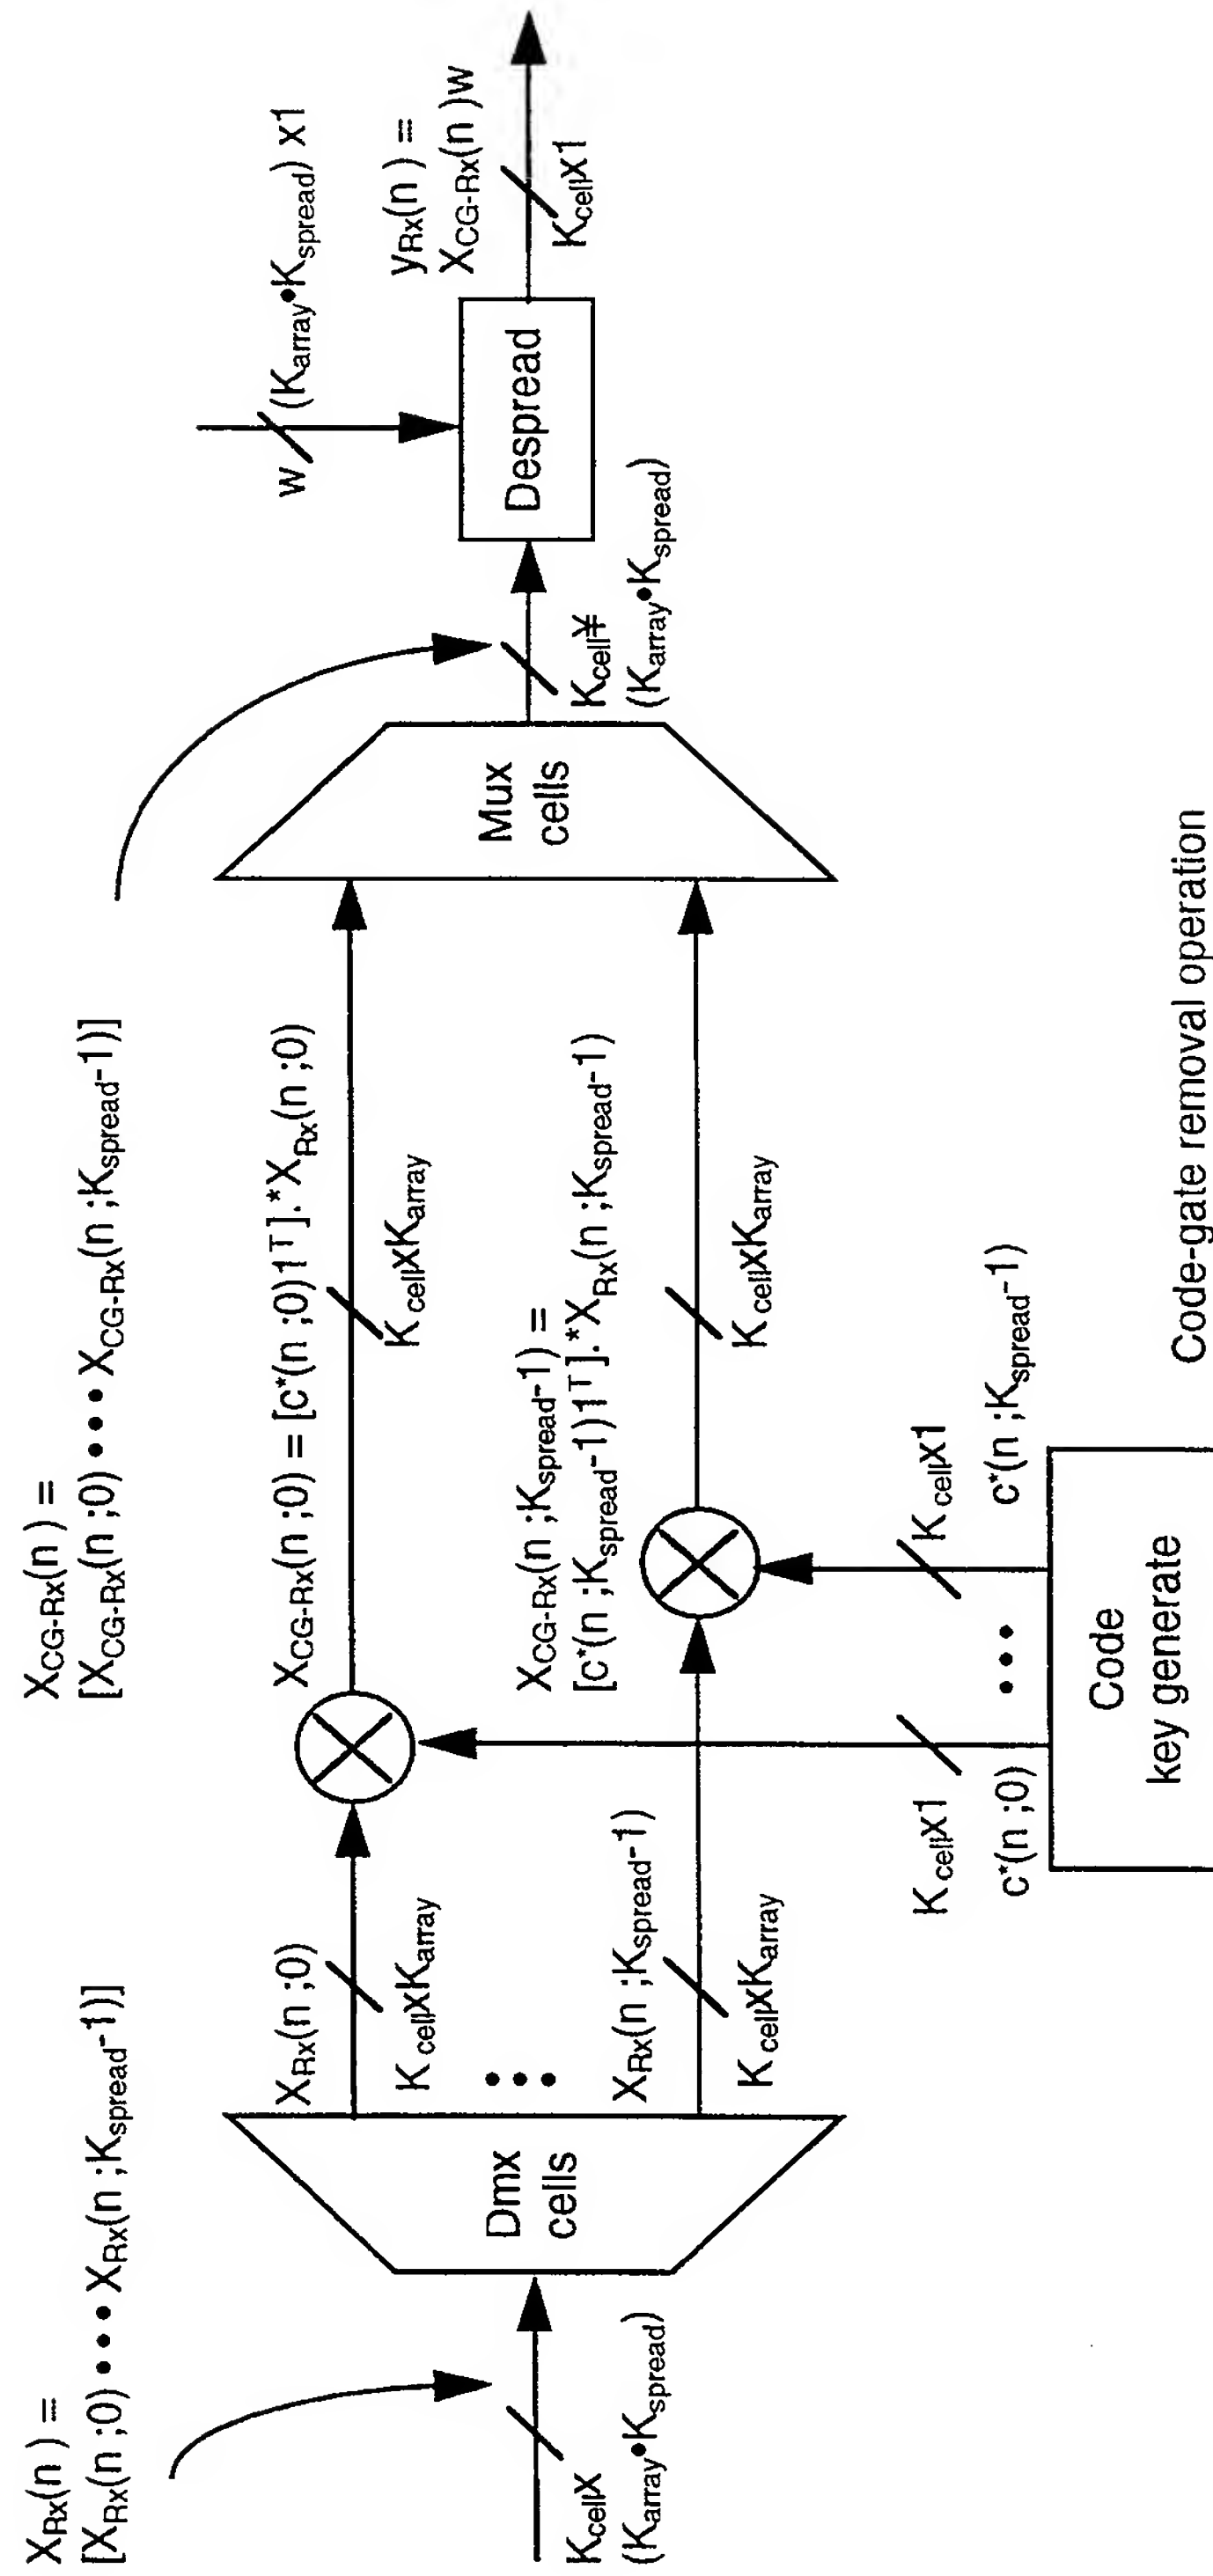 X_Rx(n ) =
[X_Rx(n ;0) ••• X_Rx(n ;K_spread-1)]
K_cell x
(K_array•K_spread)
Dmx
cells
X_Rx(n ;0)
K_cell x K_array
•••
X_Rx(n ;K_spread-1)
K_cell x K_array
X_CG-Rx(n ) =
[X_CG-Rx(n ;0) ••• X_CG-Rx(n ;K_spread-1)]
X_CG-Rx(n ;0) = [c*(n ;0)1^T].*X_Rx(n ;0)
K_cell x K_array
X_CG-Rx(n ;K_spread-1) =
[c*(n ;K_spread-1)1^T].*X_Rx(n ;K_spread-1)
K_cell x K_array
K_cell x1
c*(n ;0)
•••
K_cell x1
c*(n ;K_spread-1)
Code
key generate
Mux
cells
K_cell ¥
(K_array•K_spread)
w
(K_array•K_spread) x1
Despread
y_Rx(n ) =
X_CG-Rx(n )w
K_cell x1
Code-gate removal operation